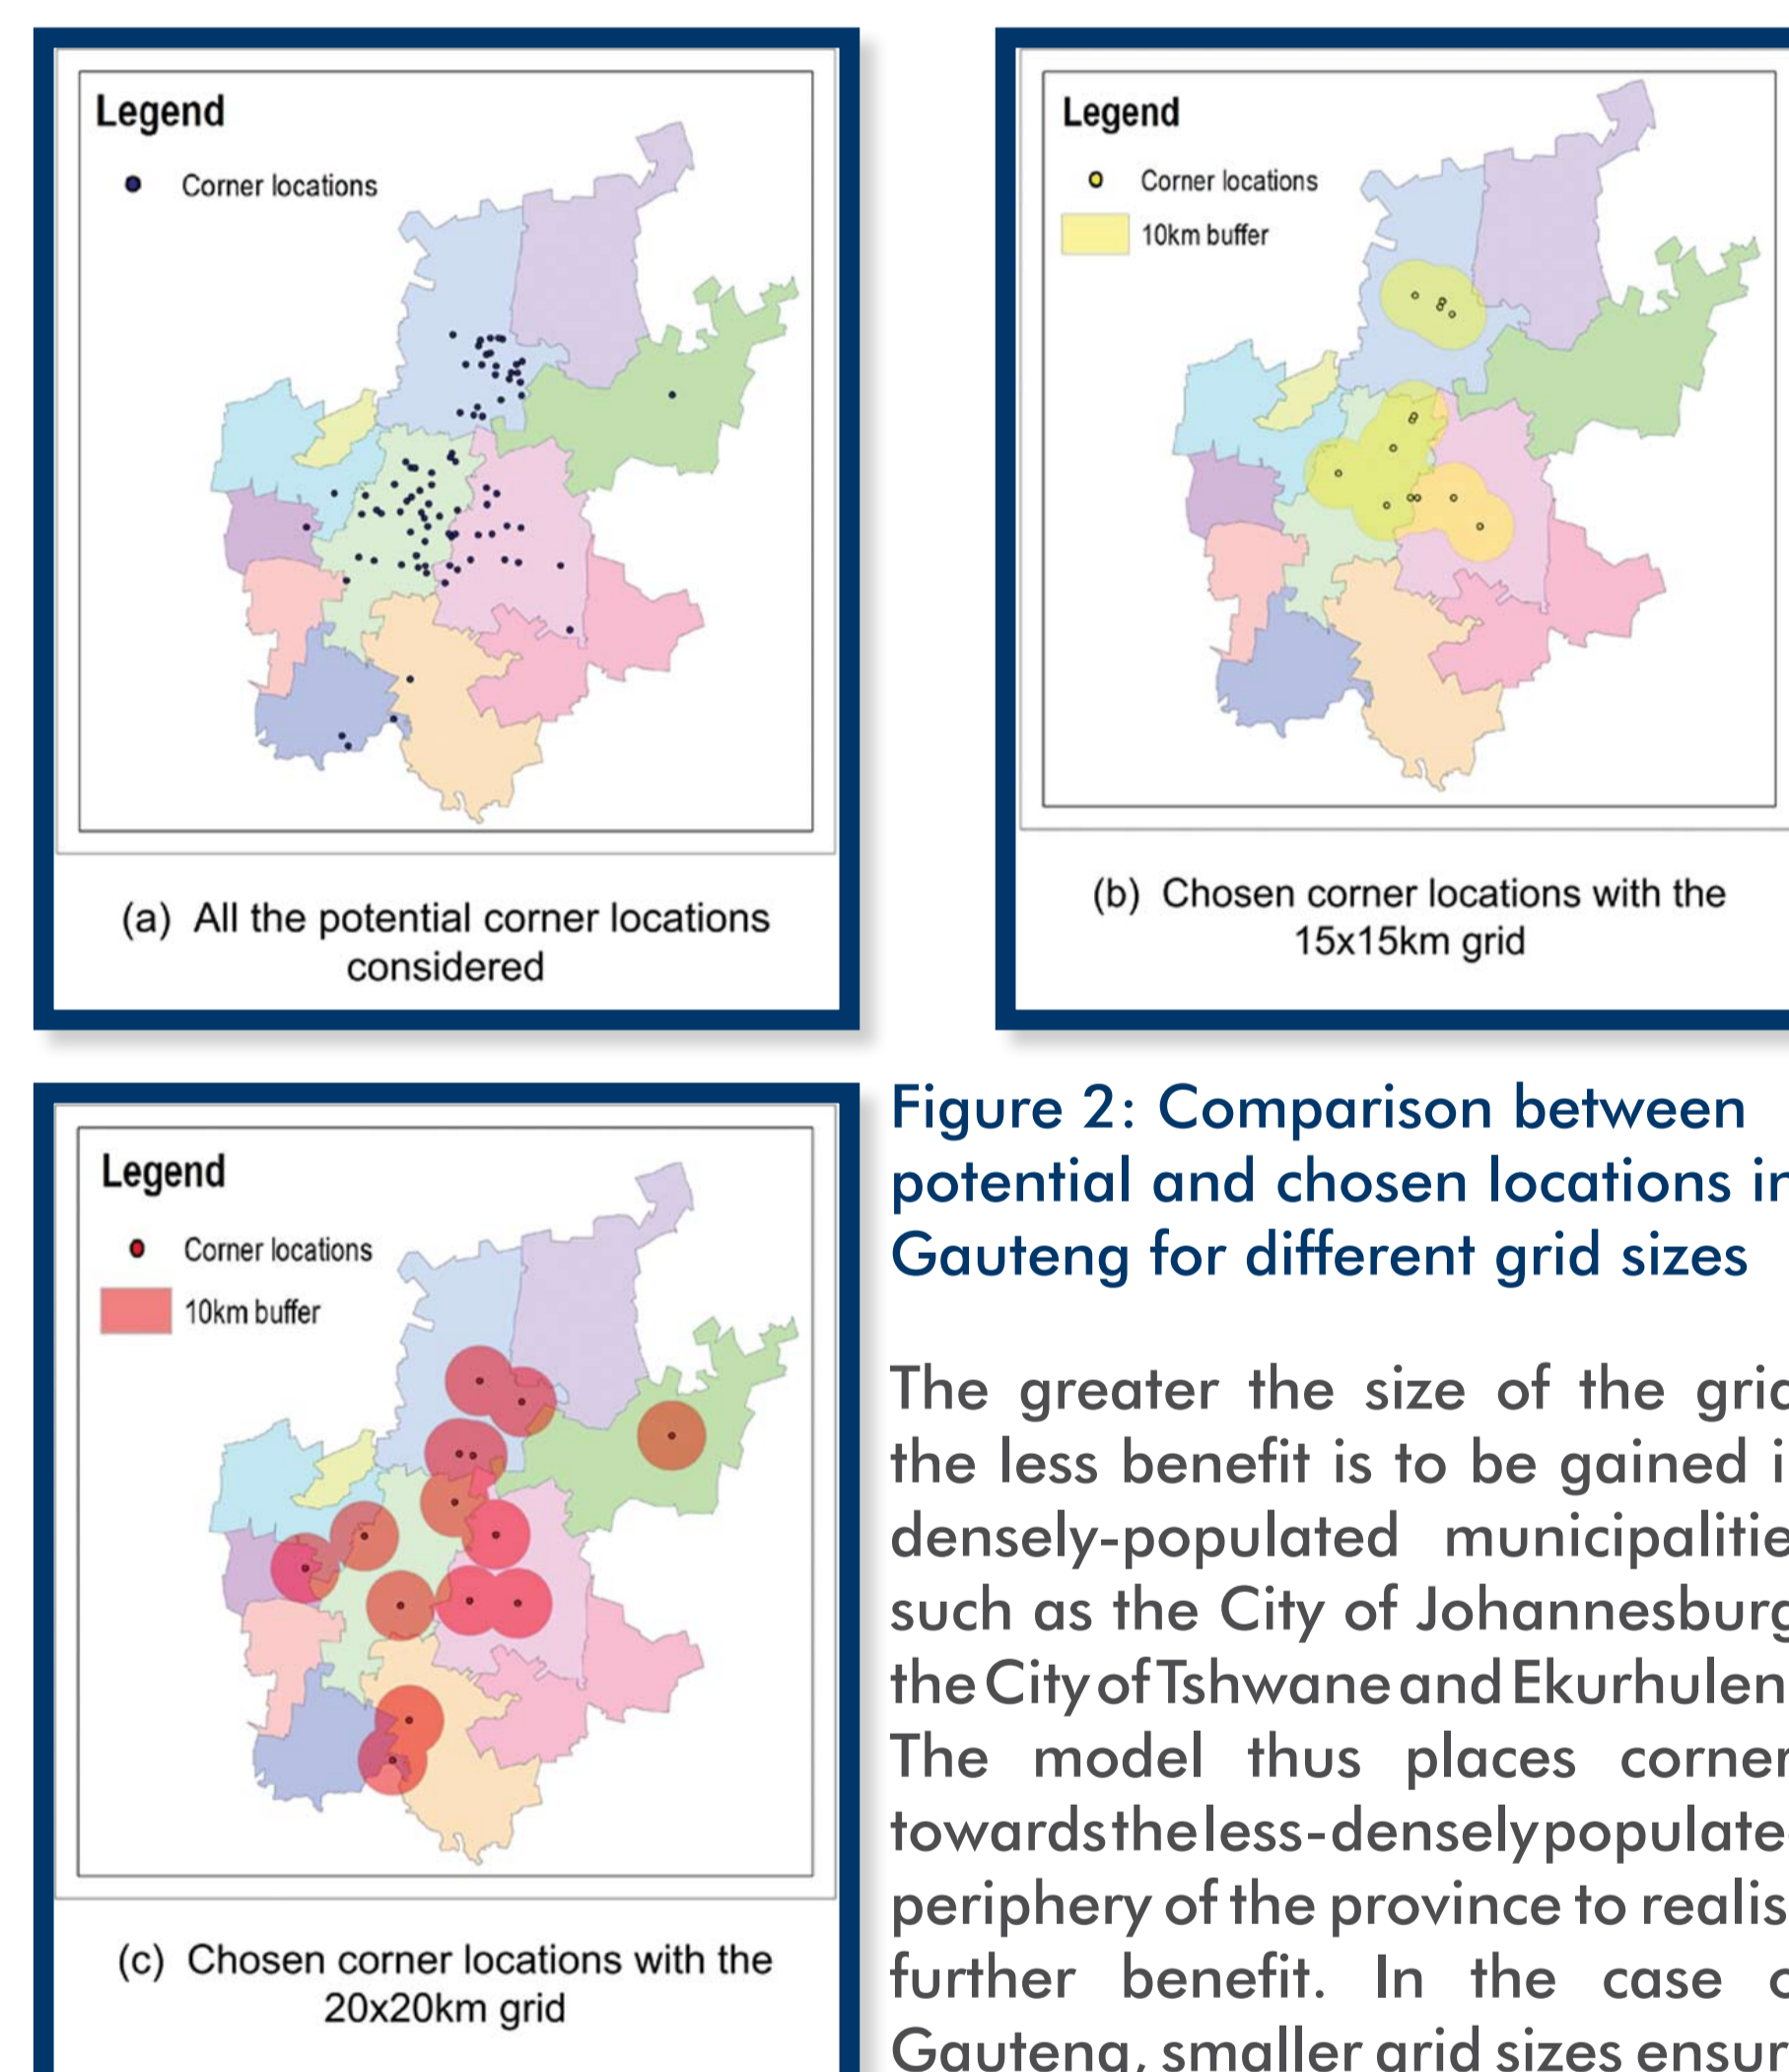 Legend
Corner locations
(a) All the potential corner locations
considered
Legend
Corner locations
10km buffer
(b) Chosen corner locations with the
15x15km grid
Legend
Corner locations
10km buffer
(c) Chosen corner locations with the
20x20km grid
Figure 2: Comparison between
potential and chosen locations in
Gauteng for different grid sizes
The greater the size of the grid
the less benefit is to be gained i
densely-populated municipalitie
such as the City of Johannesburg
the City of Tshwane and Ekurhulen
The model thus places corner
towards the less-densely populate
periphery of the province to realis
further benefit. In the case o
Gauteng, smaller grid sizes ensur